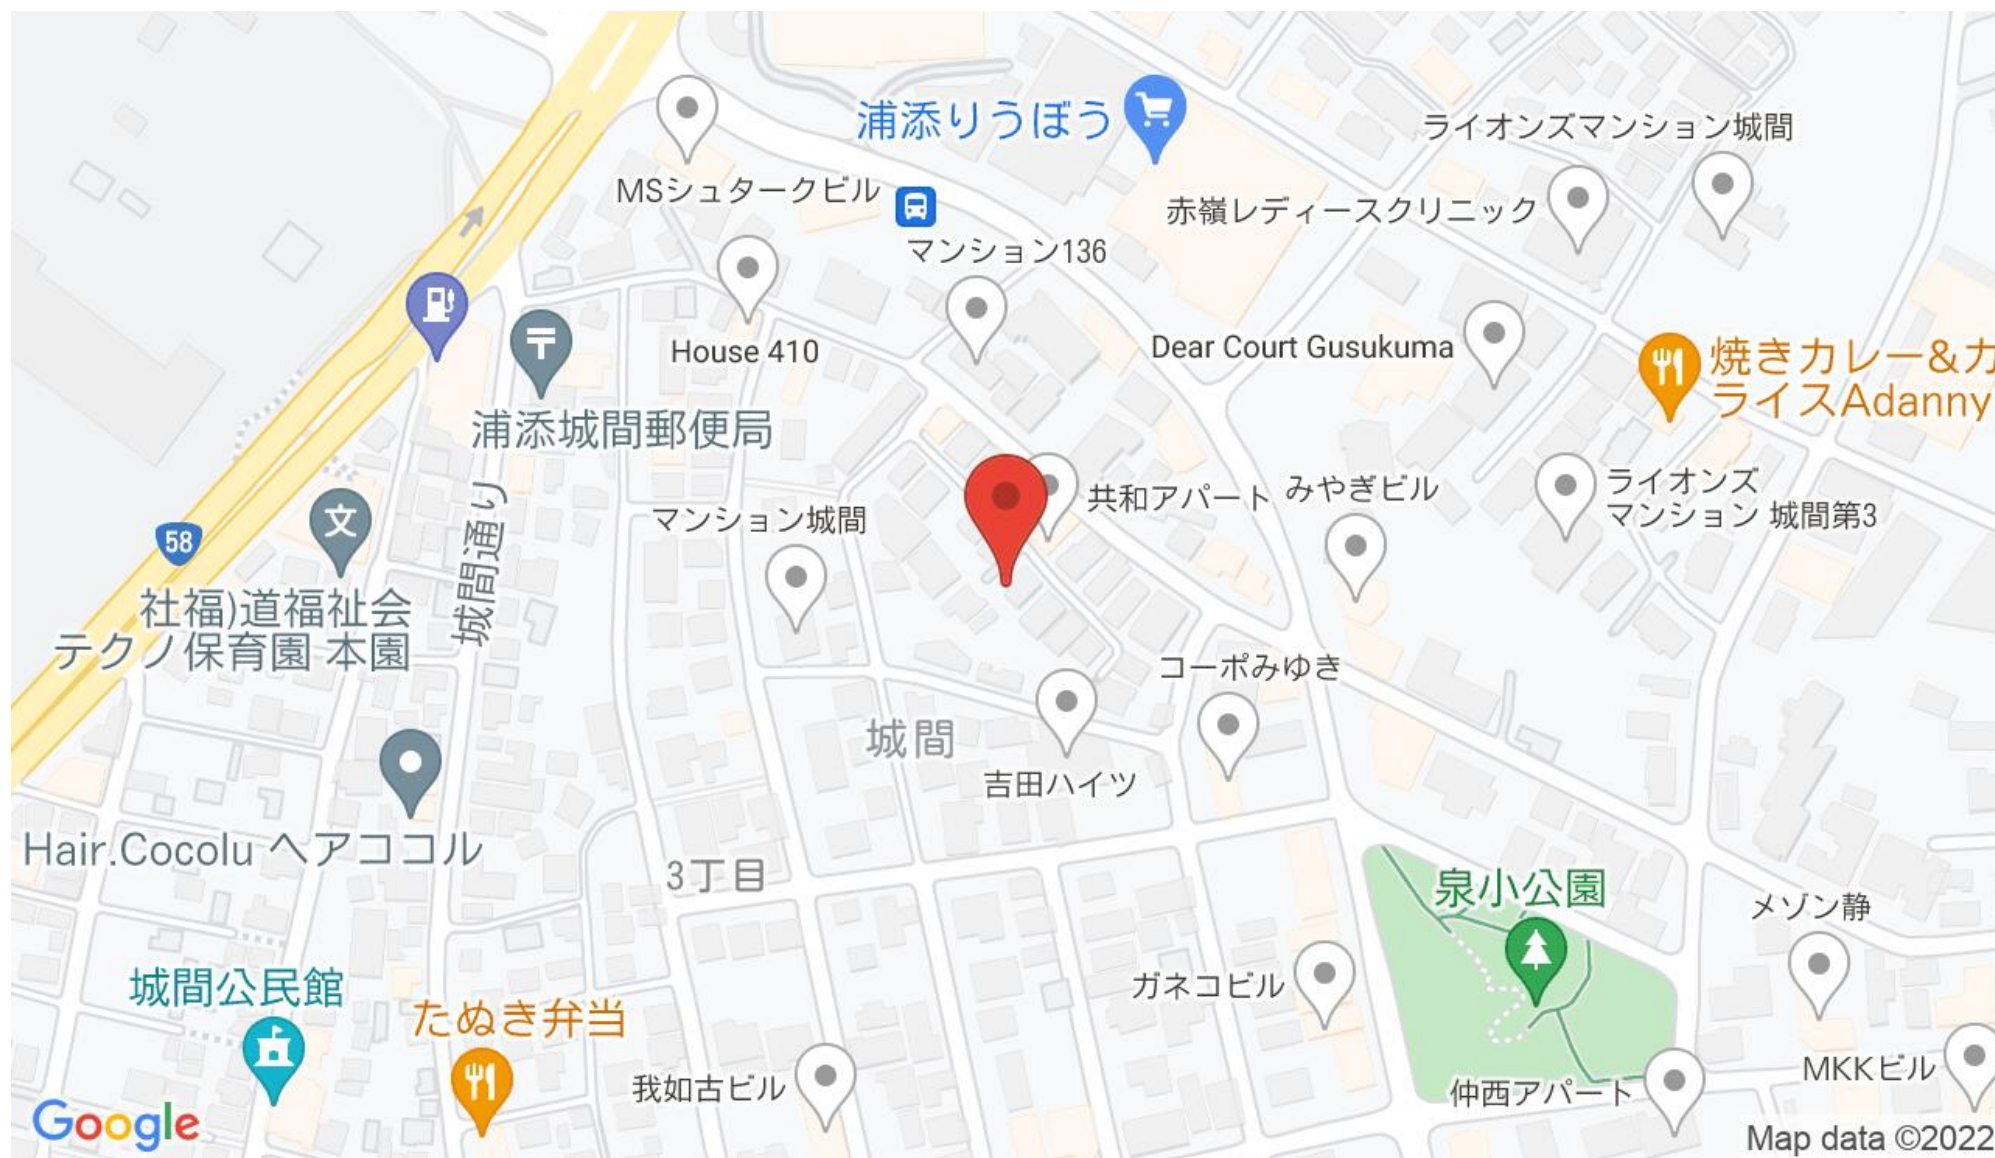 浦添りうぼう
ライオンズマンション城間
MSシュタークビル
赤嶺レディースクリニック
マンション136
House 410
Dear Court Gusukuma
焼きカレー&カ
ライスAdanny
浦添城間郵便局
城間通り
58
マンション城間
共和アパート
みやぎビル
ライオンズ
マンション 城間第3
社福)道福祉会
テクノ保育園 本園
文
コーポみゆき
城間
吉田ハイツ
Hair.Cocolu ヘアココル
3丁目
泉小公園
メゾン静
城間公民館
たぬき弁当
ガネコビル
我如古ビル
仲西アパート
MKKビル
Google
Map data ©2022